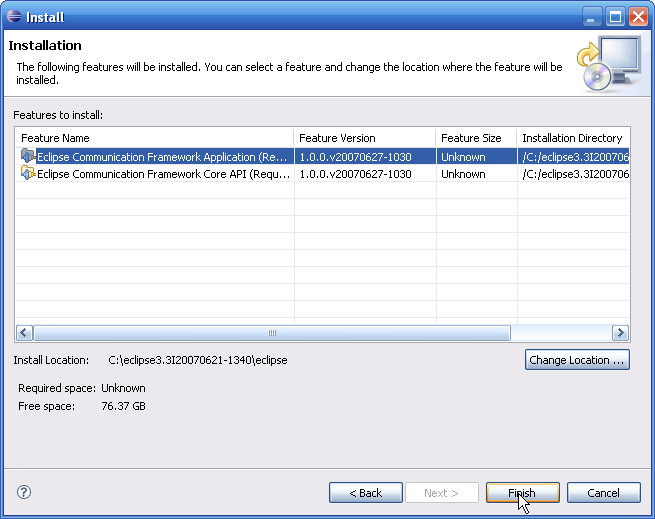 Install
Installation
The following features will be installed. You can select a feature and change the location where the feature will be
installed.
Features to install:
Feature Name Feature Version Feature Size Installation Directory
Eclipse Communication Framework Application (Re... 1.0.0.v20070627-1030 Unknown /C:/eclipse3.3I200706
Eclipse Communication Framework Core API (Requ... 1.0.0.v20070627-1030 Unknown /C:/eclipse3.3I200706
Install Location: C:\eclipse3.3I20070621-1340\eclipse
Change Location ...
Required space: Unknown
Free space: 76.37 GB
?
< Back Next > Finish Cancel